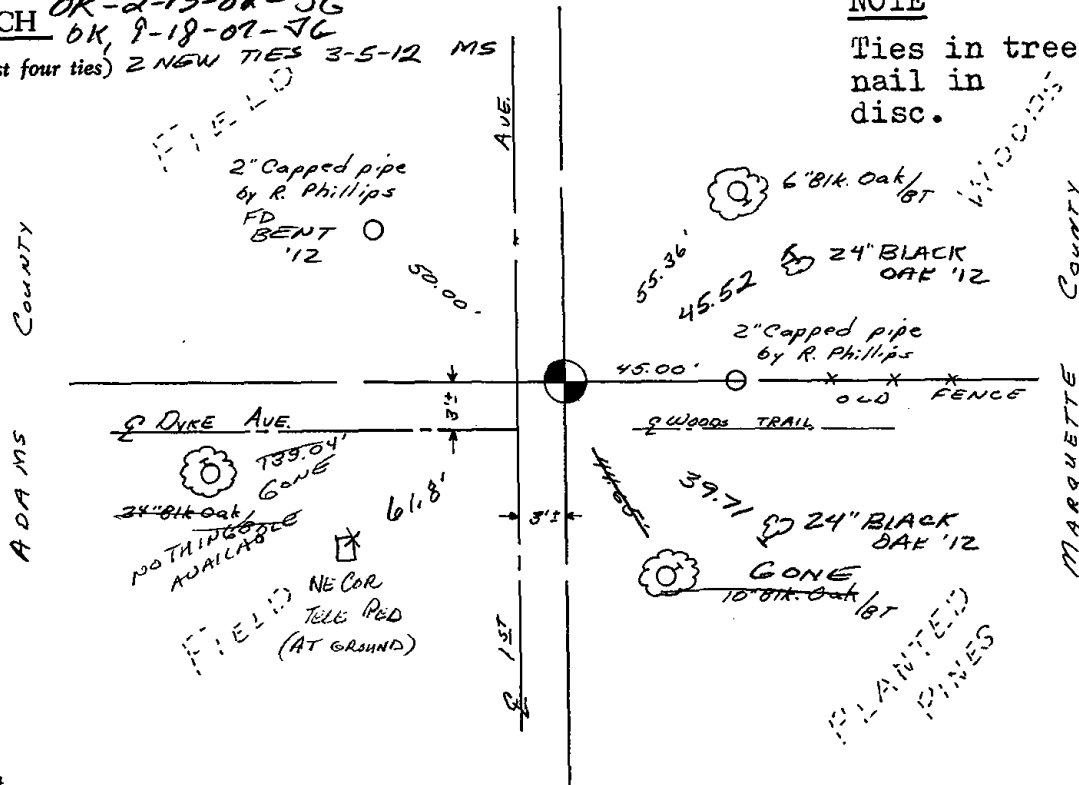 CH OK-2-13-02-JG
OK, 9-18-07-JG
st four ties) 2 NEW TIES 3-5-12 MS
NOTE
Ties in tree
nail in
disc.
FIELD
AVE.
WOODS
2" Capped pipe
by R. Phillips
FD
BENT
'12
50.00'
6" Blk. Oak/BT
55.36'
24" BLACK
OAK '12
45.52
2" Capped pipe
by R. Phillips
45.00'
OLD FENCE
ADAMS COUNTY
MARQUETTE COUNTY
3'±
℄ DYKE AVE.
℄ WOODS TRAIL
139.04'
GONE
24" Blk Oak/
NOTHING
AVAILABLE
61.8'
3'±
44.65'
39.71
24" BLACK
OAK '12
GONE
10" Blk. Oak/BT
NE COR
TELE PED
(AT GROUND)
FIELD
℄ 1ST
PLANTED
PINES